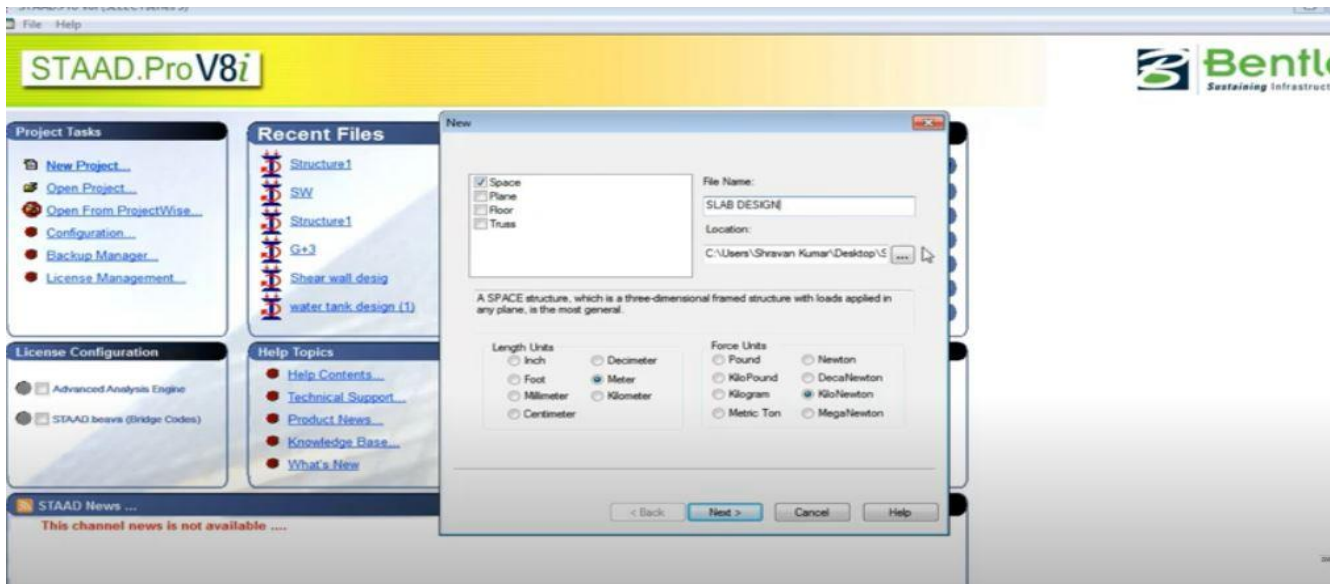 File Help
STAAD.Pro V8i
Bentle
Sustaining Infrastruct
Project Tasks
New Project...
Open Project...
Open From ProjectWise...
Configuration...
Backup Manager...
License Management...
Recent Files
Structure1
SW
Structure1
G+3
Shear wall desig
water tank design (1)
License Configuration
Advanced Analysis Engine
STAAD.beava (Bridge Codes)
Help Topics
Help Contents...
Technical Support...
Product News...
Knowledge Base...
What's New
STAAD News ...
This channel news is not available ....
New
Space
Plane
Floor
Truss
File Name:
SLAB DESIGN
Location:
C:\Users\Shravan Kumar\Desktop\S
...
A SPACE structure, which is a three-dimensional framed structure with loads applied in
any plane, is the most general.
Length Units
Inch Decimeter
Foot Meter
Millimeter Kilometer
Centimeter
Force Units
Pound Newton
KiloPound DecaNewton
Kilogram KiloNewton
Metric Ton MegaNewton
< Back Next > Cancel Help